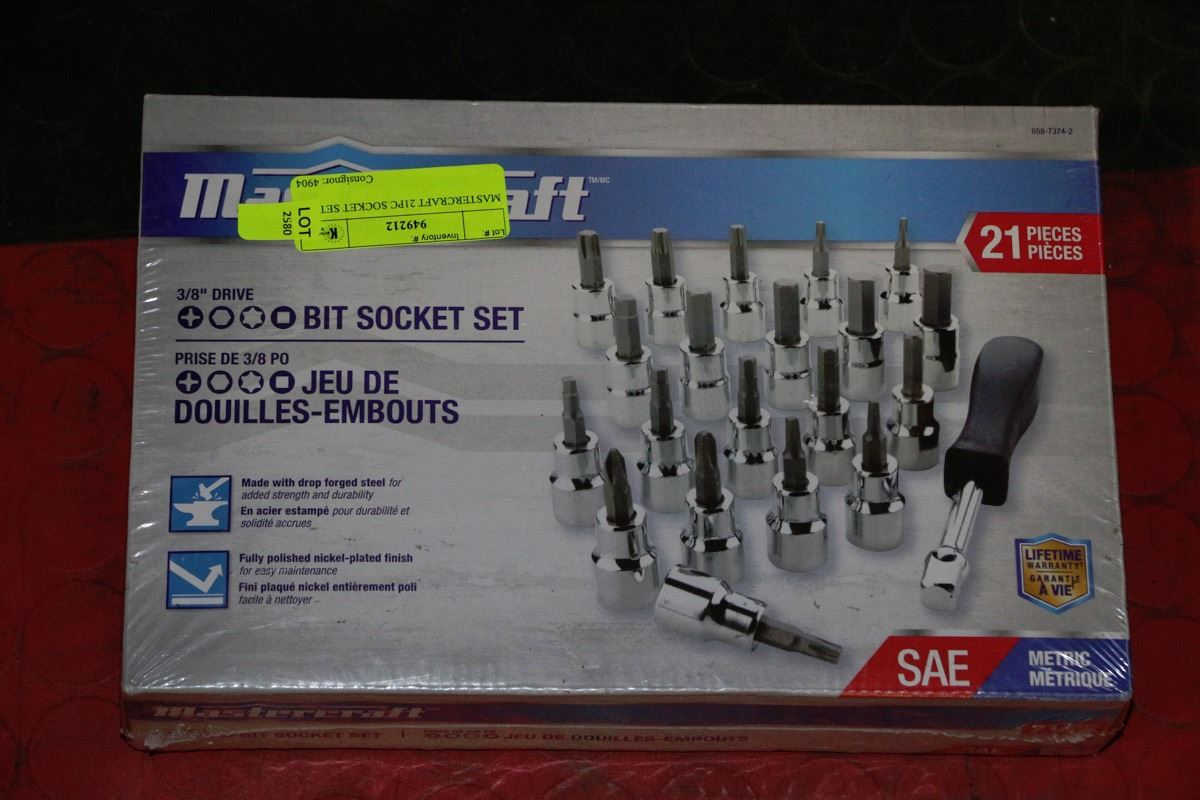 058-7374-2
Mastercraft TM/MC
Consignor: 4904
MASTERCRAFT 21PC SOCKET SET
949212
Lot #: Inventory #:
LOT
2580
21 PIECES
PIÈCES
3/8" DRIVE
BIT SOCKET SET
PRISE DE 3/8 PO
JEU DE
DOUILLES-EMBOUTS
Made with drop forged steel for
added strength and durability
En acier estampé pour durabilité et
solidité accrues
Fully polished nickel-plated finish
for easy maintenance
Fini plaqué nickel entièrement poli
facile à nettoyer
LIFETIME
WARRANTY
GARANTIE
À VIE
SAE
METRIC
MÉTRIQUE
Mastercraft
BIT SOCKET SET | JEU DE DOUILLES-EMBOUTS